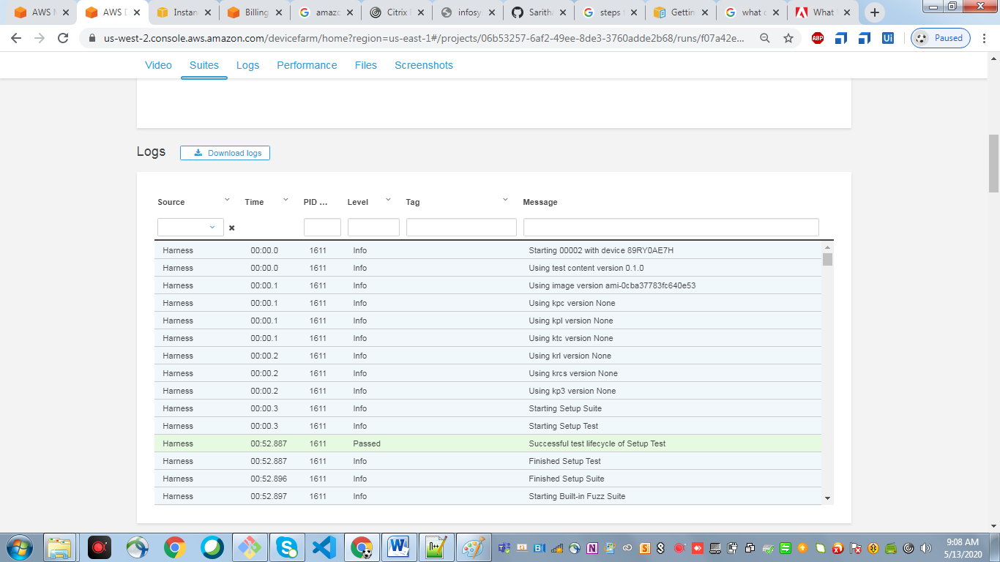 AWS M
AWS D
Instan
Billing
amazo
Citrix
infosy
Sarith
steps
Gettin
what c
What
us-west-2.console.aws.amazon.com/devicefarm/home?region=us-east-1#/projects/06b53257-6af2-49ee-8de3-3760adde2b68/runs/f07a42e...
ABP
Ui
Paused
Video Suites Logs Performance Files Screenshots
Logs Download logs
Source Time PID ... Level Tag Message
Harness 00:00.0 1611 Info Starting 00002 with device 89RY0AE7H
Harness 00:00.0 1611 Info Using test content version 0.1.0
Harness 00:00.1 1611 Info Using image version ami-0cba37783fc640e53
Harness 00:00.1 1611 Info Using kpc version None
Harness 00:00.1 1611 Info Using kpl version None
Harness 00:00.1 1611 Info Using ktc version None
Harness 00:00.2 1611 Info Using krl version None
Harness 00:00.2 1611 Info Using krcs version None
Harness 00:00.2 1611 Info Using kp3 version None
Harness 00:00.3 1611 Info Starting Setup Suite
Harness 00:00.3 1611 Info Starting Setup Test
Harness 00:52.887 1611 Passed Successful test lifecycle of Setup Test
Harness 00:52.887 1611 Info Finished Setup Test
Harness 00:52.896 1611 Info Finished Setup Suite
Harness 00:52.897 1611 Info Starting Built-in Fuzz Suite
9:08 AM
5/13/2020